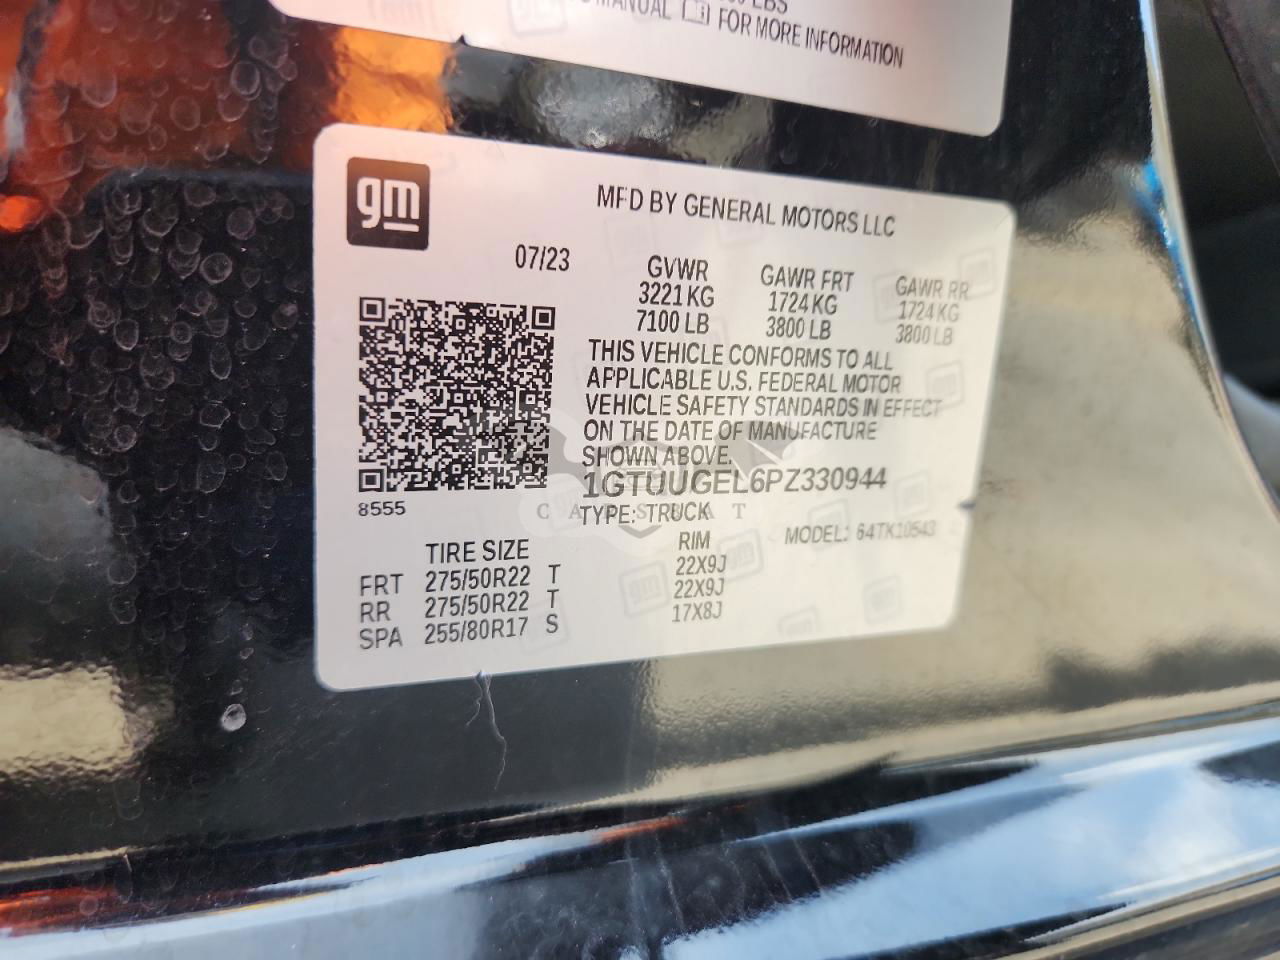 MANUAL FOR MORE INFORMATION
gm
MFD BY GENERAL MOTORS LLC
07/23
GVWR GAWR FRT GAWR RR
3221 KG 1724 KG 1724 KG
7100 LB 3800 LB 3800 LB
THIS VEHICLE CONFORMS TO ALL
APPLICABLE U.S. FEDERAL MOTOR
VEHICLE SAFETY STANDARDS IN EFFECT
ON THE DATE OF MANUFACTURE
SHOWN ABOVE.
1GTUUGEL6PZ330944
8555
TYPE: TRUCK
MODEL: 64TK10543
TIRE SIZE RIM
FRT 275/50R22 T 22X9J
RR 275/50R22 T 22X9J
SPA 255/80R17 S 17X8J